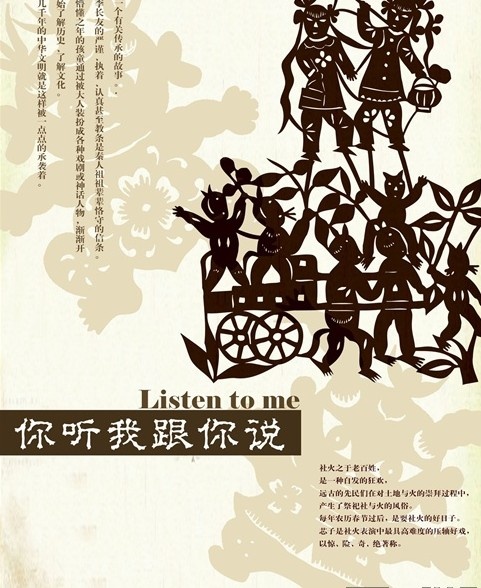 一个有关传承的故事。,
李长友的严谨,执着,认真甚至教条是秦人祖祖辈辈恪守的信条。
懵懂之年的孩童通过被大人装扮成各种戏剧或神话人物,渐渐开
始了解历史,了解文化。
几千年的中华文明就是这样被一点点的承袭着。
Listen to me
你听我跟你说
社火之于老百姓,
是一种自发的狂欢,
远古的先民们在对土地与火的崇拜过程中,
产生了祭祀社与火的风俗。
每年农历春节过后,是耍社火的好日子。
芯子是社火表演中最具高难度的压轴好戏,
以惊、险、奇、绝著称。